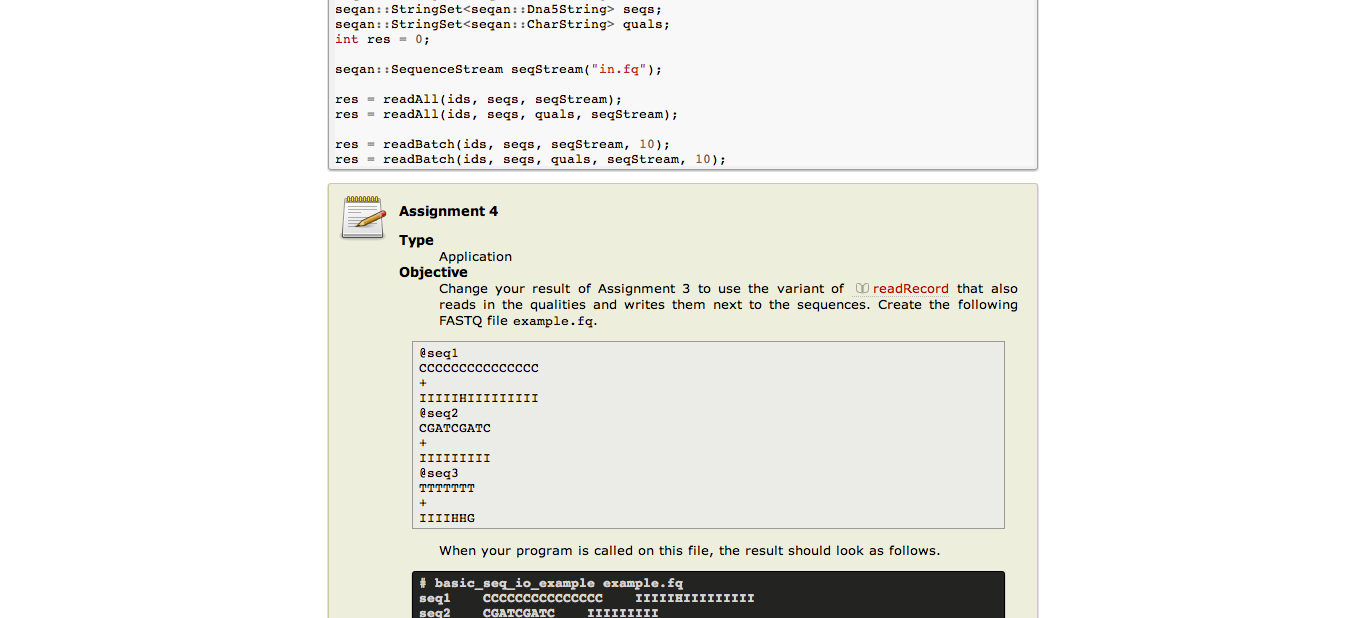 seqan::StringSet<seqan::Dna5String> seqs;
seqan::StringSet<seqan::CharString> quals;
int res = 0;
seqan::SequenceStream seqStream("in.fq");
res = readAll(ids, seqs, seqStream);
res = readAll(ids, seqs, quals, seqStream);
res = readBatch(ids, seqs, seqStream, 10);
res = readBatch(ids, seqs, quals, seqStream, 10);
Assignment 4
Type
Application
Objective
Change your result of Assignment 3 to use the variant of readRecord that also
reads in the qualities and writes them next to the sequences. Create the following
FASTQ file example.fq.
@seq1
CCCCCCCCCCCCCCC
+
IIIIIHIIIIIIIII
@seq2
CGATCGATC
+
IIIIIIIII
@seq3
TTTTTTT
+
IIIIHHG
When your program is called on this file, the result should look as follows.
# basic_seq_io_example example.fq
seq1    CCCCCCCCCCCCCCC    IIIIIHIIIIIIIII
seq2    CGATCGATC    IIIIIIIII